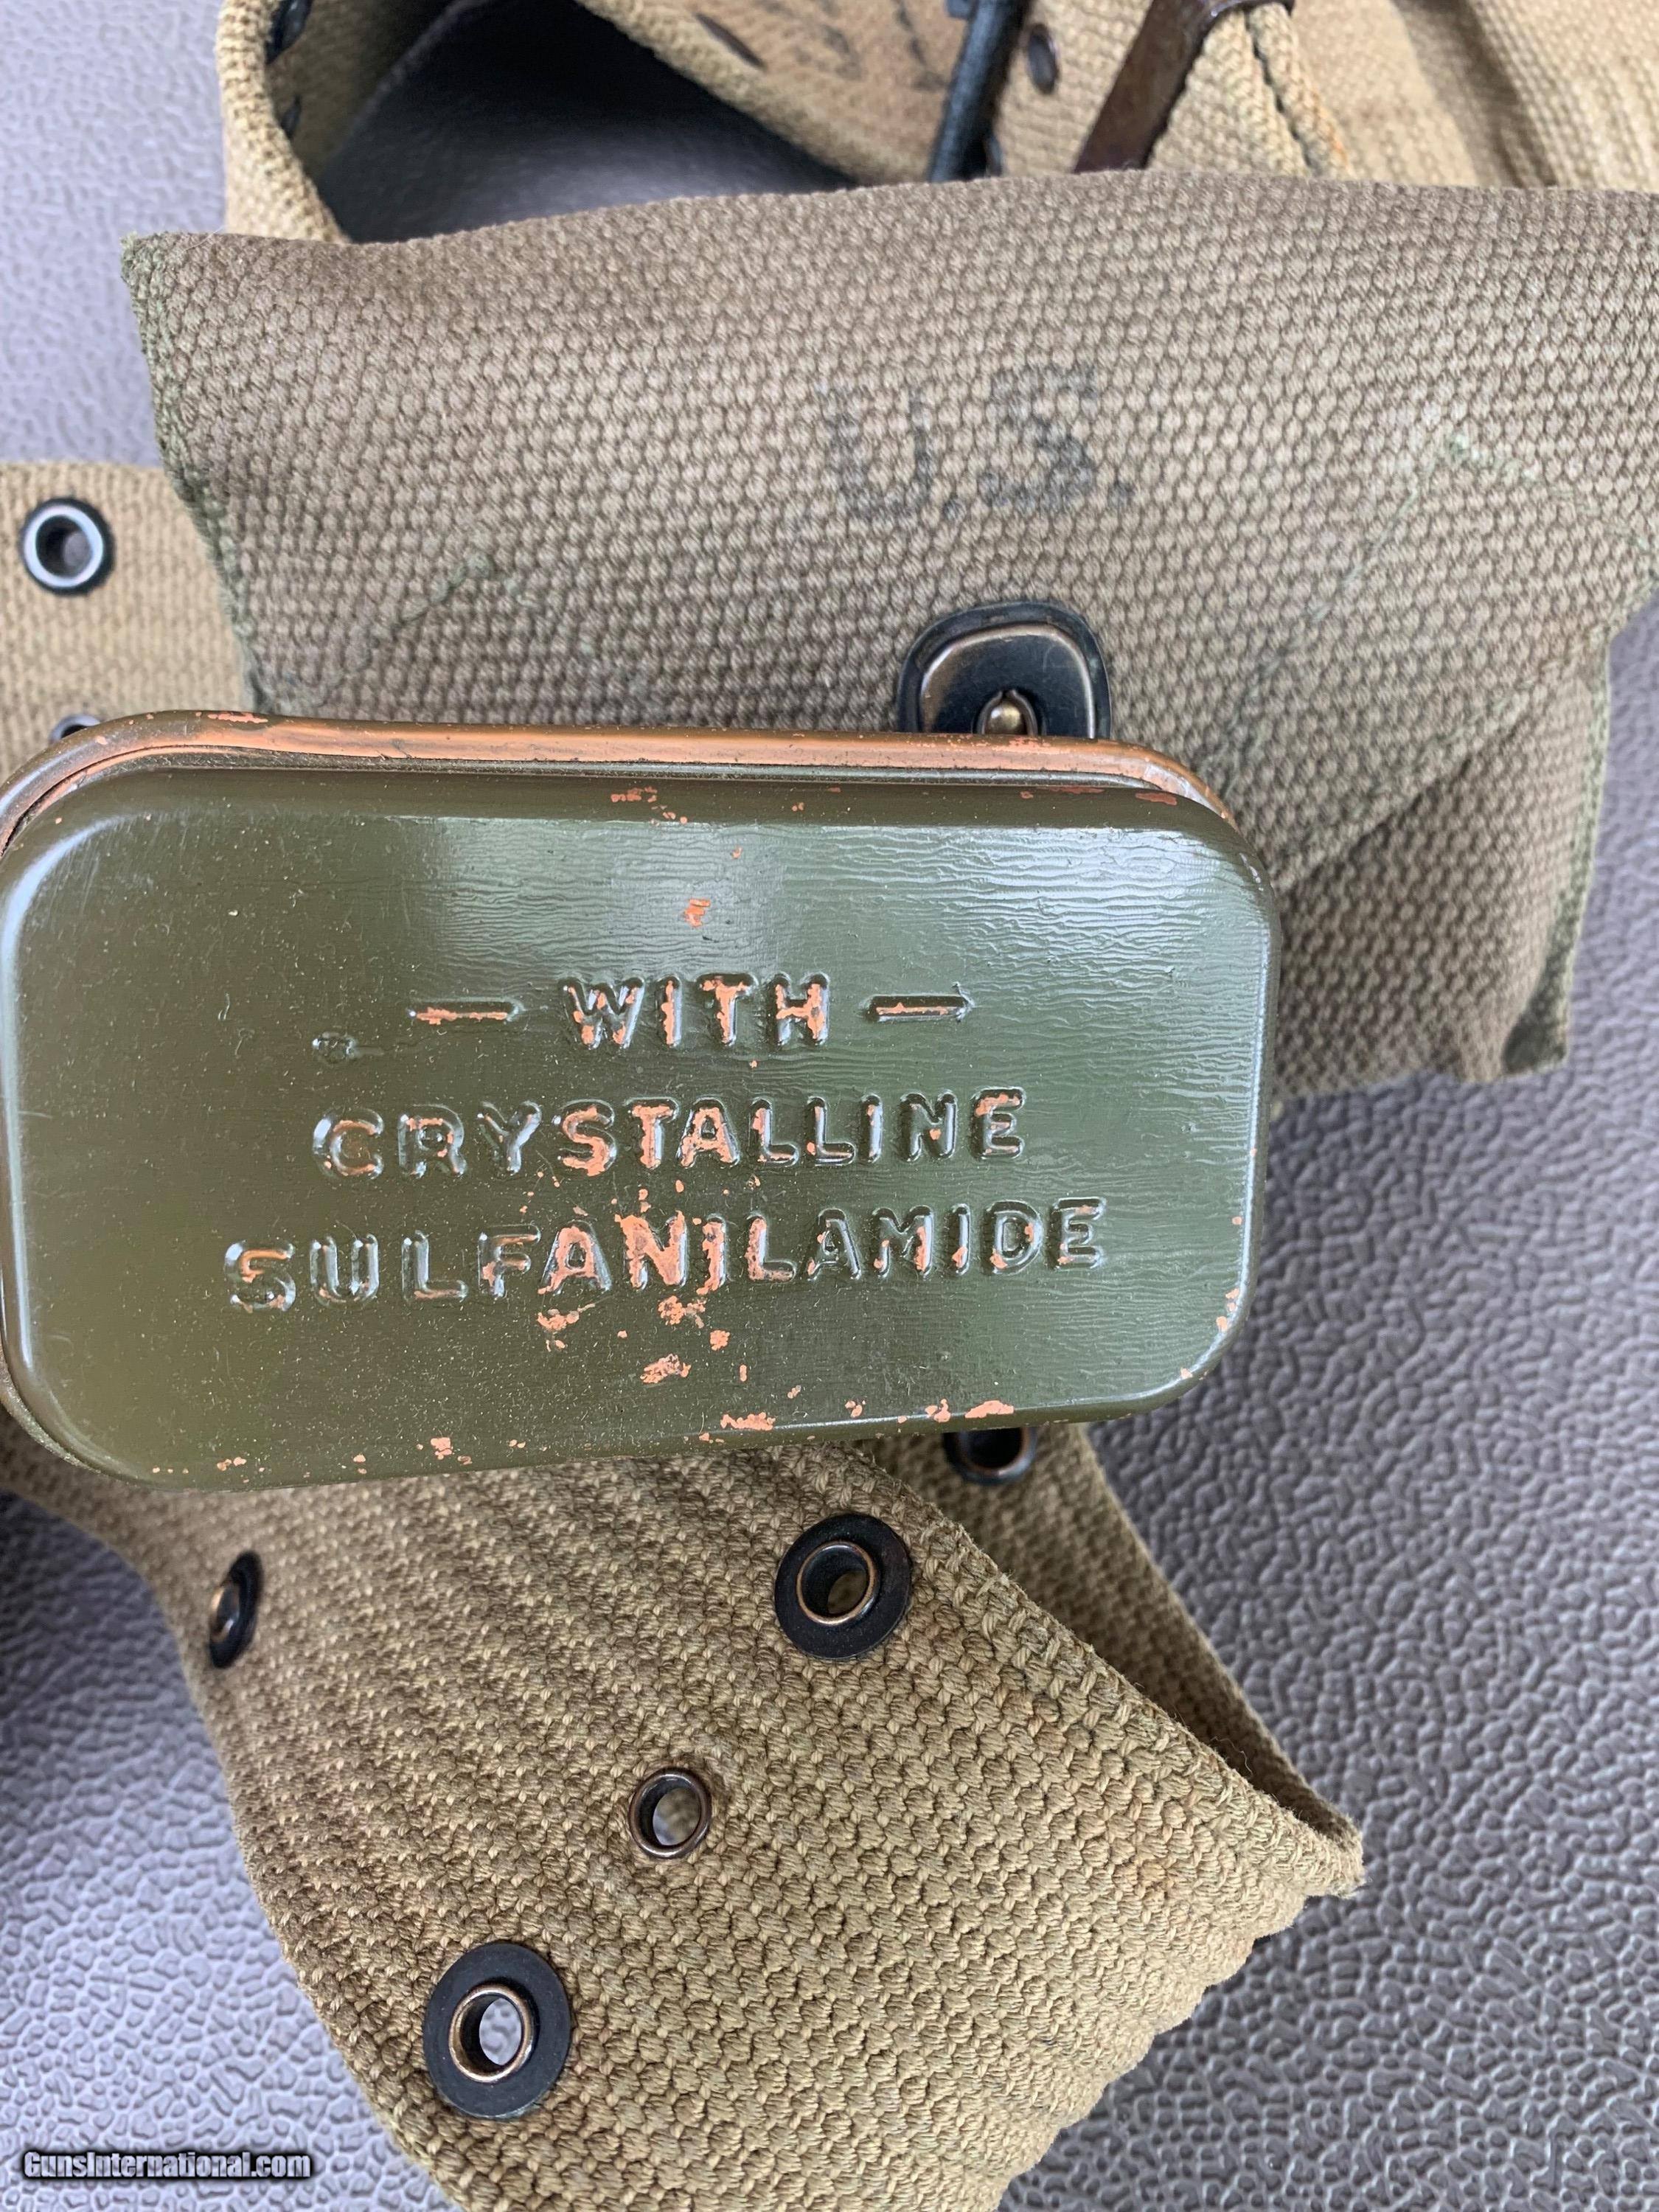 U.S.
— WITH →
CRYSTALLINE
SULFANILAMIDE
GunsInternational.com